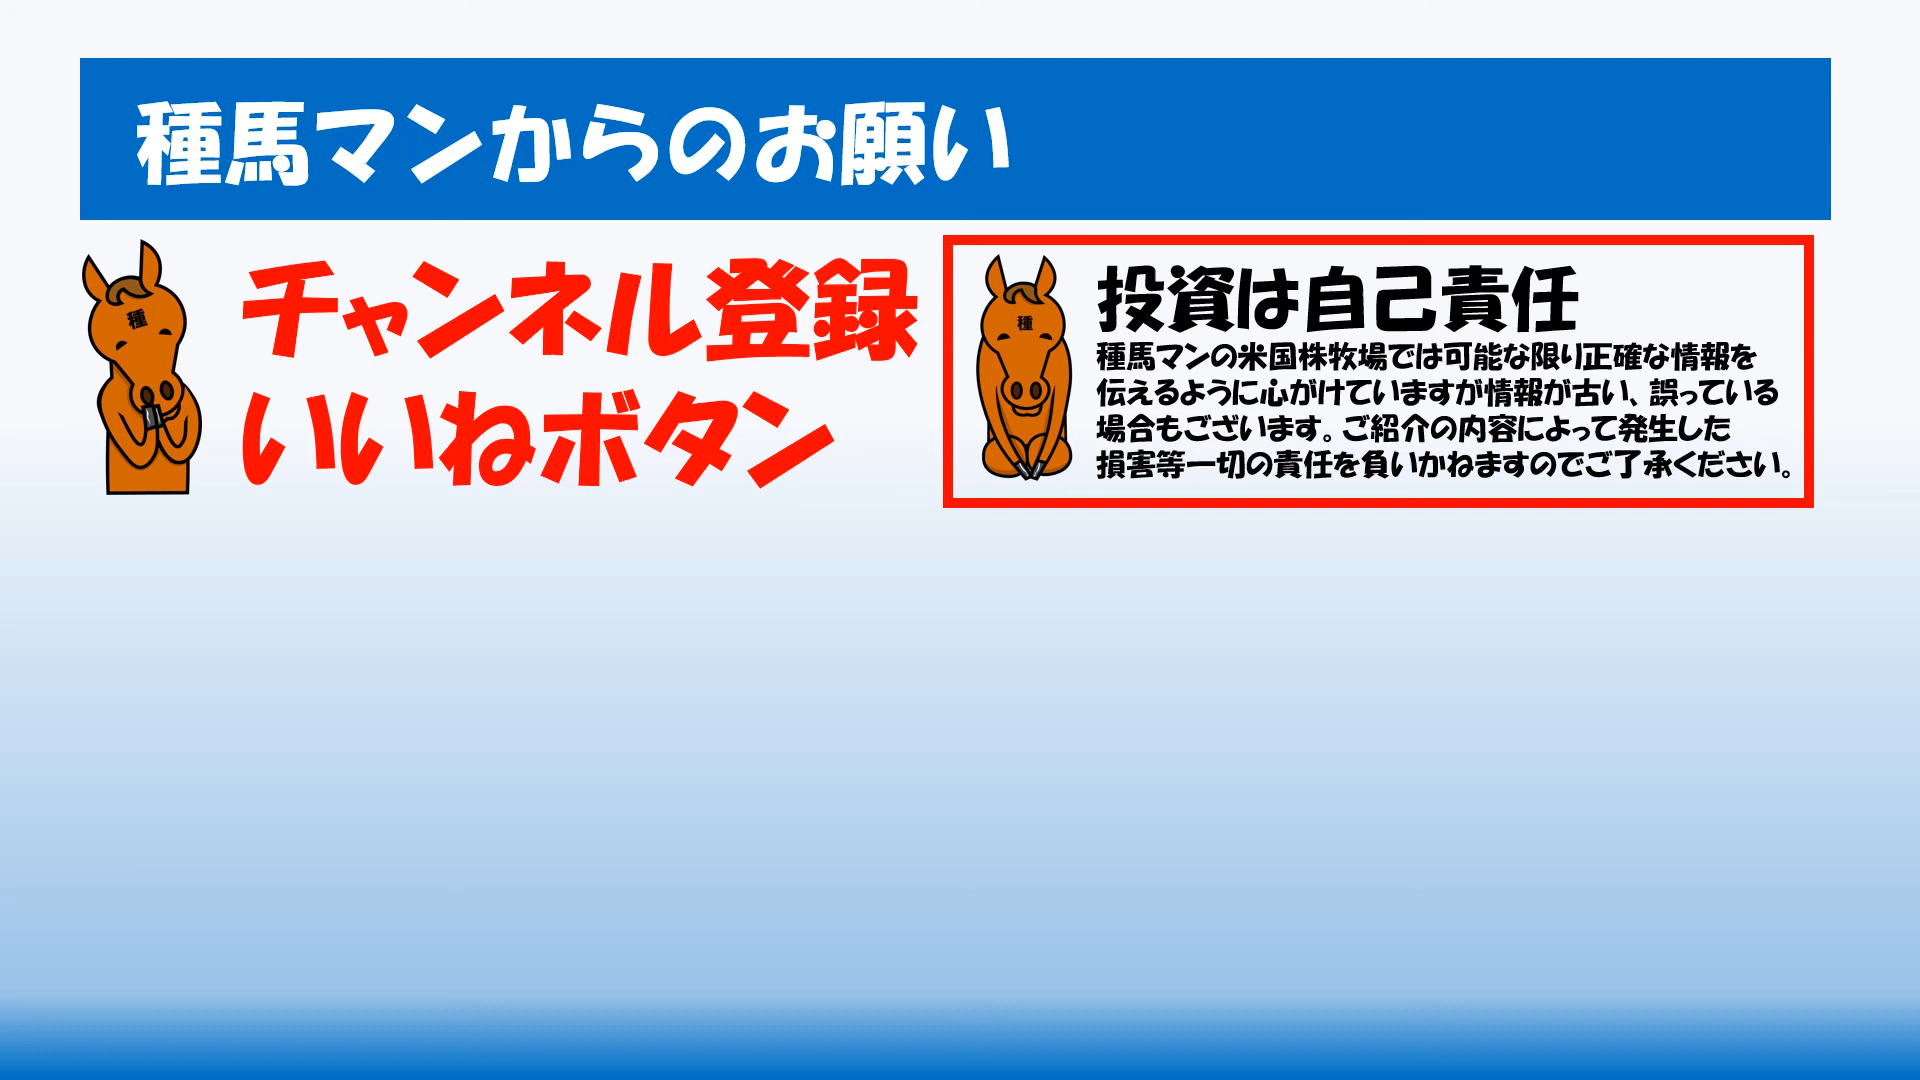 種馬マンからのお願い
種
チャンネル登録
いいねボタン
種
投資は自己責任
種馬マンの米国株牧場では可能な限り正確な情報を
伝えるように心がけていますが情報が古い、誤っている
場合もございます。ご紹介の内容によって発生した
損害等一切の責任を負いかねますのでご了承ください。